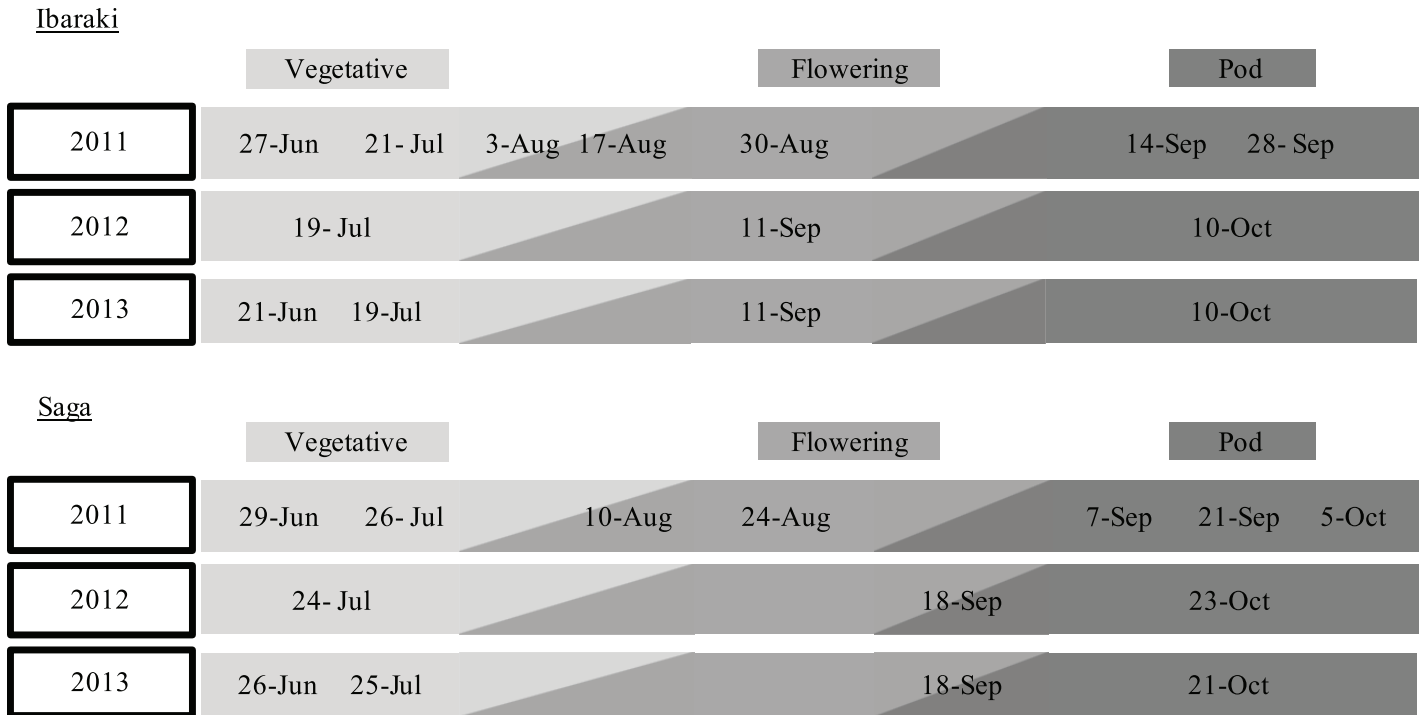 Ibaraki
Vegetative Flowering Pod
2011 27-Jun 21- Jul 3-Aug 17-Aug 30-Aug 14-Sep 28- Sep
2012 19- Jul 11-Sep 10-Oct
2013 21-Jun 19-Jul 11-Sep 10-Oct
Saga
Vegetative Flowering Pod
2011 29-Jun 26- Jul 10-Aug 24-Aug 7-Sep 21-Sep 5-Oct
2012 24- Jul 18-Sep 23-Oct
2013 26-Jun 25-Jul 18-Sep 21-Oct